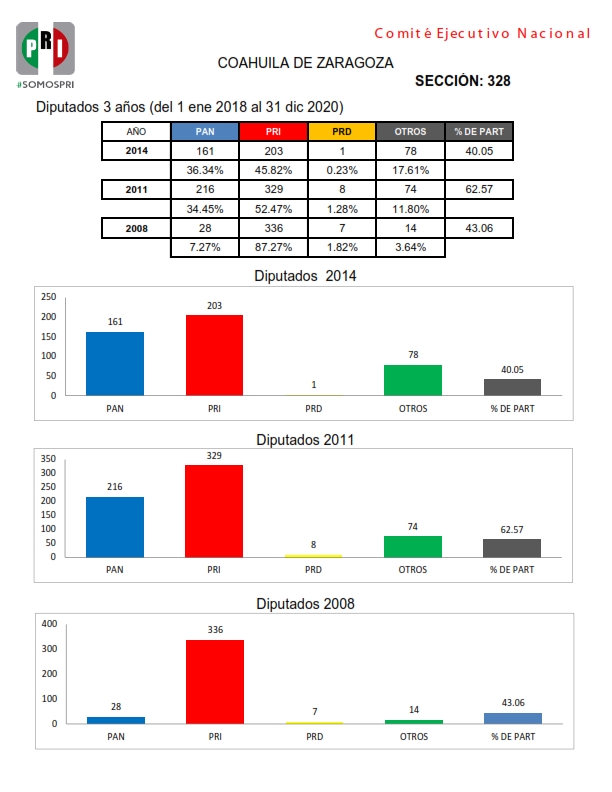 Comité Ejecutivo Nacional
PRI
#SOMOSPRI
COAHUILA DE ZARAGOZA
SECCIÓN: 328
Diputados 3 años (del 1 ene 2018 al 31 dic 2020)
AÑO PAN PRI PRD OTROS % DE PART
2014 161 203 1 78 40.05
36.34% 45.82% 0.23% 17.61%
2011 216 329 8 74 62.57
34.45% 52.47% 1.28% 11.80%
2008 28 336 7 14 43.06
7.27% 87.27% 1.82% 3.64%
Diputados 2014
250
203
200
161
150
100
78
50
40.05
1
0
PAN PRI PRD OTROS % DE PART
Diputados 2011
350
329
300
250
216
200
150
100
74
62.57
50
8
0
PAN PRI PRD OTROS % DE PART
Diputados 2008
400
336
300
200
100
28
7
14
43.06
0
PAN PRI PRD OTROS % DE PART